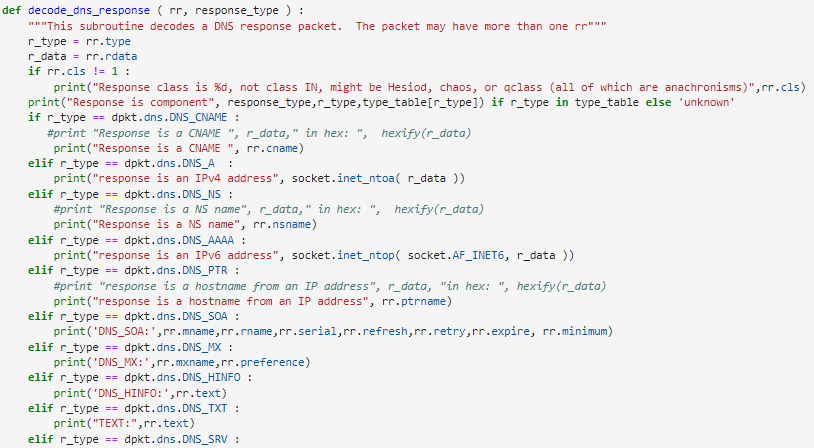 def decode_dns_response ( rr, response_type ) :
    """This subroutine decodes a DNS response packet.  The packet may have more than one rr"""
    r_type = rr.type
    r_data = rr.rdata
    if rr.cls != 1 :
        print("Response class is %d, not class IN, might be Hesiod, chaos, or qclass (all of which are anachronisms)",rr.cls)
    print("Response is component", response_type,r_type,type_table[r_type]) if r_type in type_table else 'unknown'
    if r_type == dpkt.dns.DNS_CNAME :
       #print "Response is a CNAME ", r_data," in hex: ",  hexify(r_data)
        print("Response is a CNAME ", rr.cname)
    elif r_type == dpkt.dns.DNS_A  :
        print("response is an IPv4 address", socket.inet_ntoa( r_data ))
    elif r_type == dpkt.dns.DNS_NS :
        #print "Response is a NS name", r_data," in hex: ",  hexify(r_data)
        print("Response is a NS name", rr.nsname)
    elif r_type == dpkt.dns.DNS_AAAA :
        print("response is an IPv6 address", socket.inet_ntop( socket.AF_INET6, r_data ))
    elif r_type == dpkt.dns.DNS_PTR :
        #print "response is a hostname from an IP address", r_data, "in hex: ", hexify(r_data)
        print("response is a hostname from an IP address", rr.ptrname)
    elif r_type == dpkt.dns.DNS_SOA :
        print('DNS_SOA:',rr.mname,rr.rname,rr.serial,rr.refresh,rr.retry,rr.expire, rr.minimum)
    elif r_type == dpkt.dns.DNS_MX :
        print('DNS_MX:',rr.mxname,rr.preference)
    elif r_type == dpkt.dns.DNS_HINFO :
        print('DNS_HINFO:',rr.text)
    elif r_type == dpkt.dns.DNS_TXT :
        print("TEXT:",rr.text)
    elif r_type == dpkt.dns.DNS_SRV :